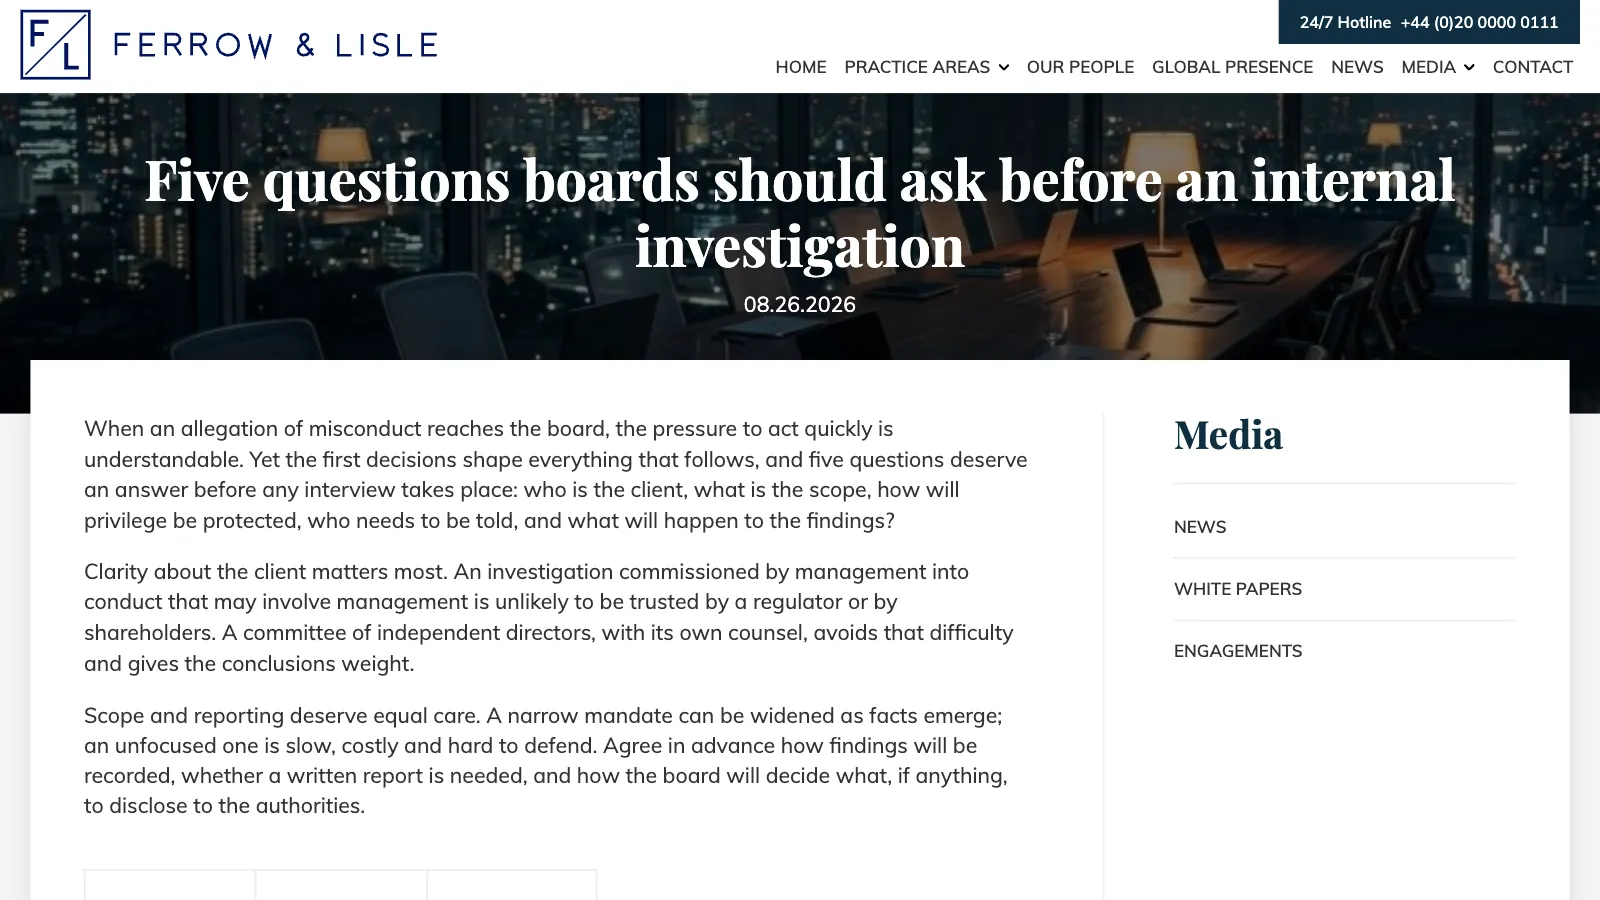 F L FERROW & LISLE
24/7 Hotline +44 (0)20 0000 0111
HOME PRACTICE AREAS OUR PEOPLE GLOBAL PRESENCE NEWS MEDIA CONTACT
Five questions boards should ask before an internal
investigation
08.26.2026
When an allegation of misconduct reaches the board, the pressure to act quickly is
understandable. Yet the first decisions shape everything that follows, and five questions deserve
an answer before any interview takes place: who is the client, what is the scope, how will
privilege be protected, who needs to be told, and what will happen to the findings?
Clarity about the client matters most. An investigation commissioned by management into
conduct that may involve management is unlikely to be trusted by a regulator or by
shareholders. A committee of independent directors, with its own counsel, avoids that difficulty
and gives the conclusions weight.
Scope and reporting deserve equal care. A narrow mandate can be widened as facts emerge;
an unfocused one is slow, costly and hard to defend. Agree in advance how findings will be
recorded, whether a written report is needed, and how the board will decide what, if anything,
to disclose to the authorities.
Media
NEWS
WHITE PAPERS
ENGAGEMENTS